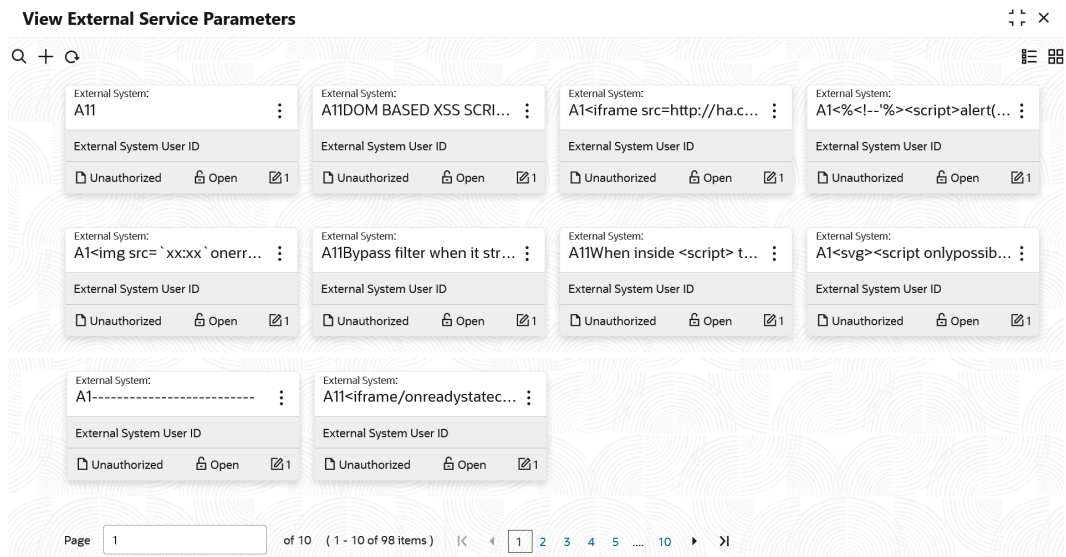 View External Service Parameters
External System: External System: External System: External System:
A11 A11DOM BASED XSS SCRI... A1<iframe src=http://ha.c... A1<%<!--'%><script>alert(...
External System User ID External System User ID External System User ID External System User ID
Unauthorized Open 1 Unauthorized Open 1 Unauthorized Open 1 Unauthorized Open 1
External System: External System: External System: External System:
A1<img src=`xx:xx`onerr... A11Bypass filter when it str... A11When inside <script> t... A1<svg><script onlypossib...
External System User ID External System User ID External System User ID External System User ID
Unauthorized Open 1 Unauthorized Open 1 Unauthorized Open 1 Unauthorized Open 1
External System: External System:
A1-------------------------- A11<iframe/onreadystatec...
External System User ID External System User ID
Unauthorized Open 1 Unauthorized Open 1
Page 1 of 10 (1 - 10 of 98 items) 1 2 3 4 5 .... 10